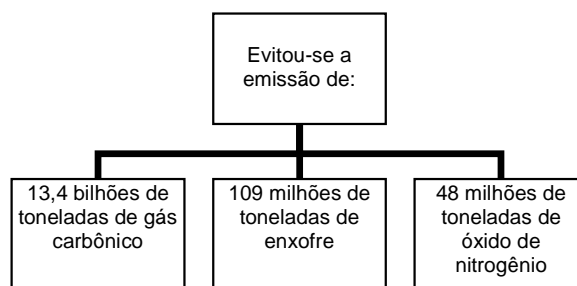 Evitou-se a
emissão de:
13,4 bilhões de
toneladas de gás
carbônico
109 milhões de
toneladas de
enxofre
48 milhões de
toneladas de
óxido de
nitrogênio